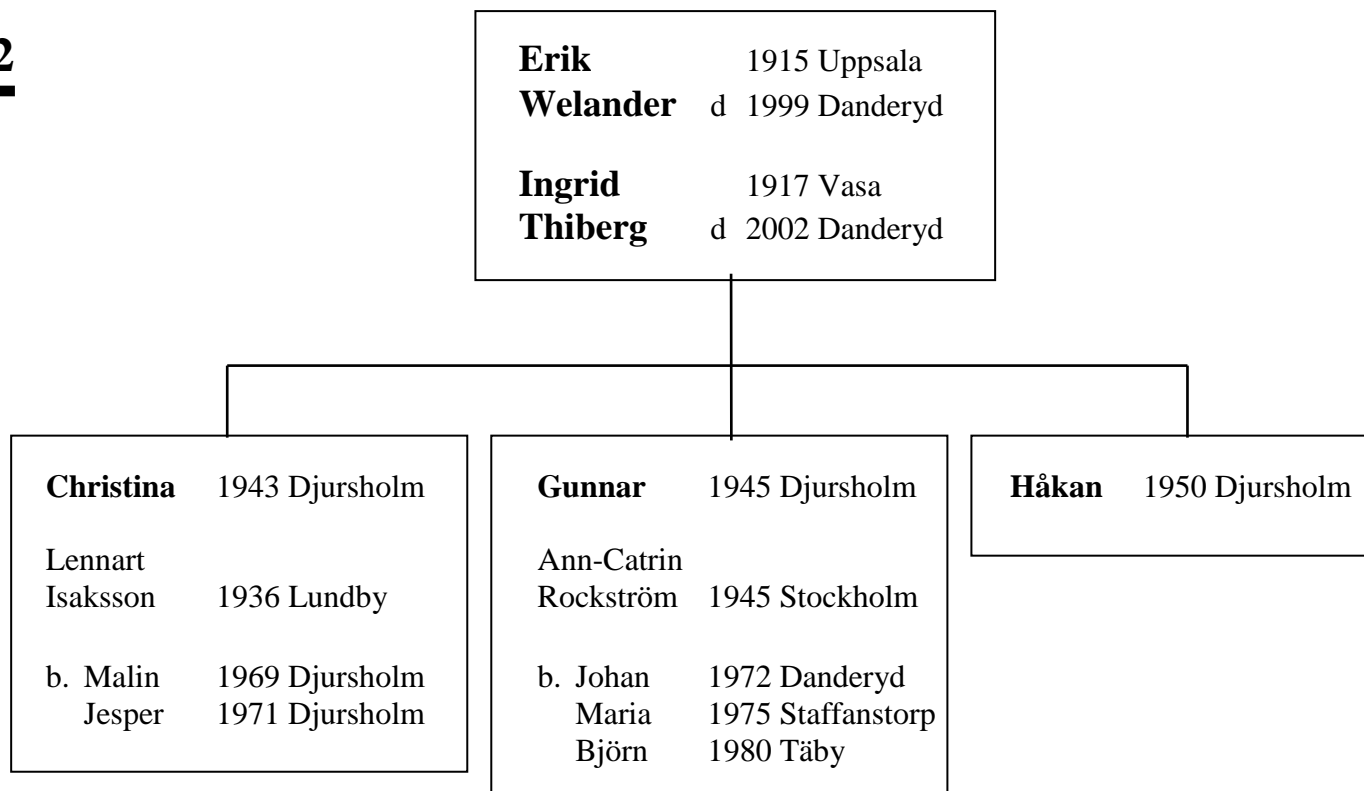 2
Erik 1915 Uppsala
Welander d 1999 Danderyd
Ingrid 1917 Vasa
Thiberg d 2002 Danderyd
Christina 1943 Djursholm
Lennart
Isaksson 1936 Lundby
b. Malin 1969 Djursholm
Jesper 1971 Djursholm
Gunnar 1945 Djursholm
Ann-Catrin
Rockström 1945 Stockholm
b. Johan 1972 Danderyd
Maria 1975 Staffanstorp
Björn 1980 Täby
Håkan 1950 Djursholm